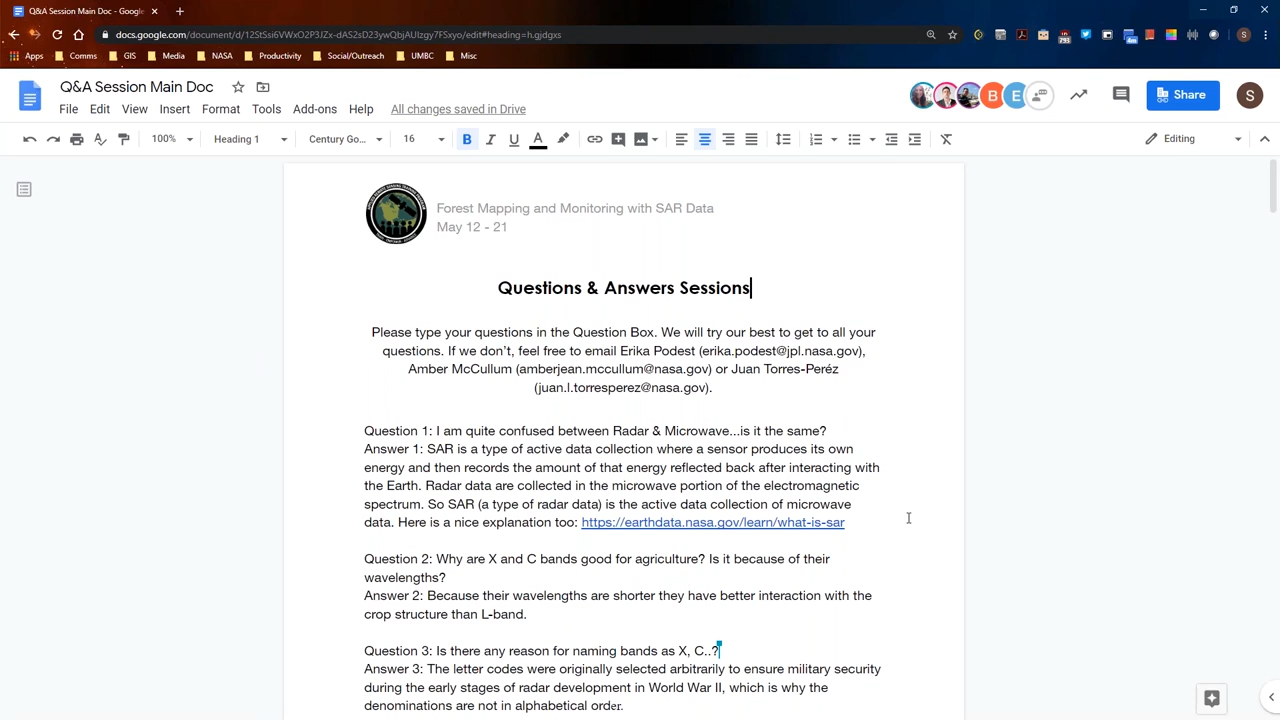 Q&A Session Main Doc - Google
docs.google.com/document/d/12StSsi6VWxO2P3JZx-dAS2sD23ywQbjAUIzgy7FSxyo/edit#heading=h.gjdgxs
Apps Comms GIS Media NASA Productivity Social/Outreach UMBC Misc
Q&A Session Main Doc
File Edit View Insert Format Tools Add-ons Help All changes saved in Drive
B E Share S
100% Heading 1 Century Go... 16 B I U A Editing
Forest Mapping and Monitoring with SAR Data
May 12 - 21
Questions & Answers Sessions
Please type your questions in the Question Box. We will try our best to get to all your
questions. If we don't, feel free to email Erika Podest (erika.podest@jpl.nasa.gov),
Amber McCullum (amberjean.mccullum@nasa.gov) or Juan Torres-Peréz
(juan.l.torresperez@nasa.gov).
Question 1: I am quite confused between Radar & Microwave...is it the same?
Answer 1: SAR is a type of active data collection where a sensor produces its own
energy and then records the amount of that energy reflected back after interacting with
the Earth. Radar data are collected in the microwave portion of the electromagnetic
spectrum. So SAR (a type of radar data) is the active data collection of microwave
data. Here is a nice explanation too: https://earthdata.nasa.gov/learn/what-is-sar
Question 2: Why are X and C bands good for agriculture? Is it because of their
wavelengths?
Answer 2: Because their wavelengths are shorter they have better interaction with the
crop structure than L-band.
Question 3: Is there any reason for naming bands as X, C..?
Answer 3: The letter codes were originally selected arbitrarily to ensure military security
during the early stages of radar development in World War II, which is why the
denominations are not in alphabetical order.